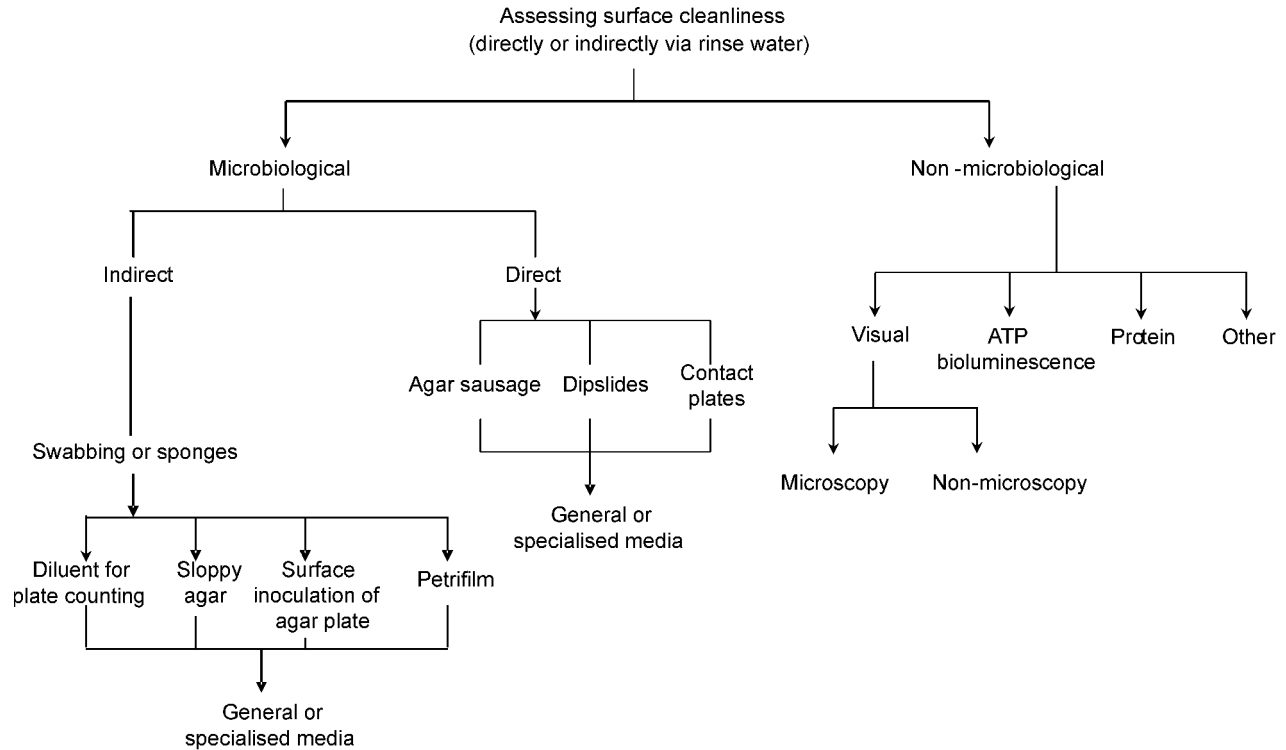 Assessing surface cleanliness
(directly or indirectly via rinse water)
Microbiological
Non -microbiological
Indirect
Direct
Visual
ATP
bioluminescence
Protein
Other
Agar sausage
Dipslides
Contact
plates
Swabbing or sponges
Microscopy
Non-microscopy
General or
specialised media
Diluent for
plate counting
Sloppy
agar
Surface
inoculation of
agar plate
Petrifilm
General or
specialised media